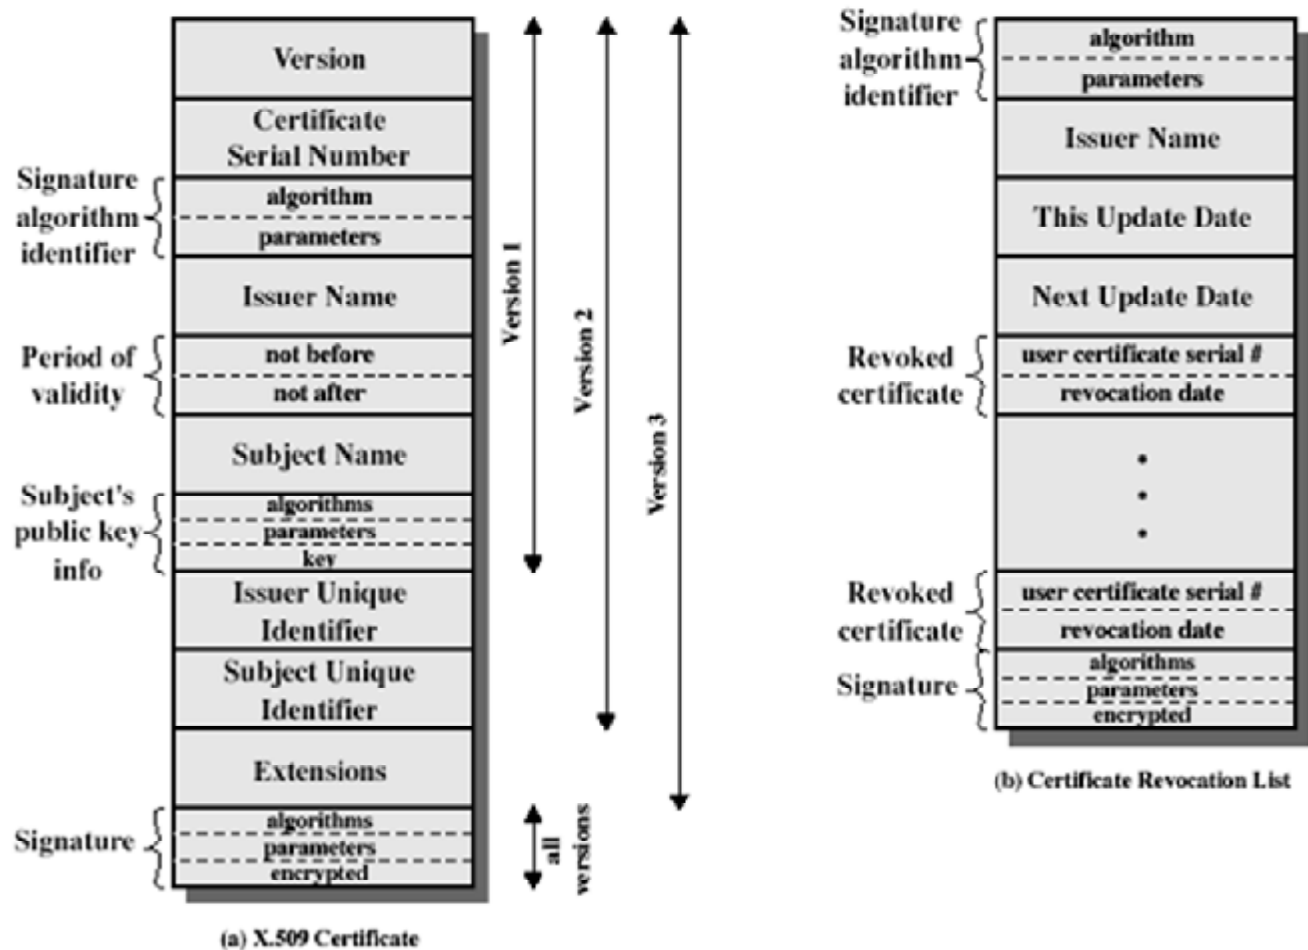 Version
Certificate
Serial Number
Signature
algorithm
identifier
algorithm
parameters
Issuer Name
Period of
validity
not before
not after
Subject Name
Subject's
public key
info
algorithms
parameters
key
Issuer Unique
Identifier
Subject Unique
Identifier
Extensions
Signature
algorithms
parameters
encrypted
Version 1
Version 2
Version 3
all
versions
(a) X.509 Certificate
Signature
algorithm
identifier
algorithm
parameters
Issuer Name
This Update Date
Next Update Date
Revoked
certificate
user certificate serial #
revocation date
Revoked
certificate
user certificate serial #
revocation date
Signature
algorithms
parameters
encrypted
(b) Certificate Revocation List